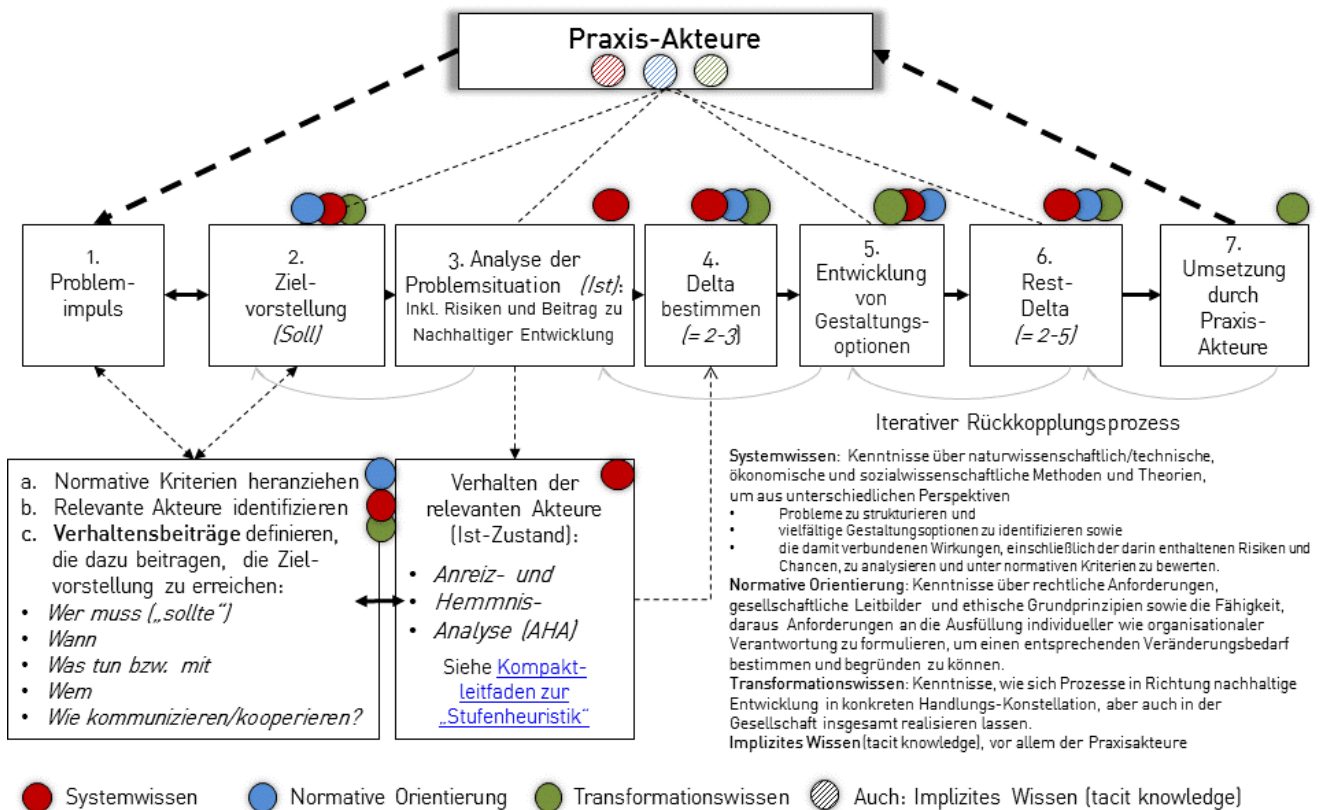 Praxis-Akteure
1.
Problem-
impuls
2.
Ziel-
vorstellung
(Soll)
3. Analyse der
Problemsituation (Ist):
Inkl. Risiken und Beitrag zu
Nachhaltiger Entwicklung
4.
Delta
bestimmen
(= 2-3)
5.
Entwicklung
von
Gestaltungs-
optionen
6.
Rest-
Delta
(= 2-5)
7.
Umsetzung
durch
Praxis-
Akteure
Iterativer Rückkopplungsprozess
a. Normative Kriterien heranziehen
b. Relevante Akteure identifizieren
c. Verhaltensbeiträge definieren,
die dazu beitragen, die Ziel-
vorstellung zu erreichen:
• Wer muss („sollte“)
• Wann
• Was tun bzw. mit
• Wem
• Wie kommunizieren/kooperieren?
Verhalten der
relevanten Akteure
(Ist-Zustand):
• Anreiz- und
• Hemmnis-
• Analyse (AHA)
Siehe Kompakt-
leitfaden zur
„Stufenheuristik“
Systemwissen: Kenntnisse über naturwissenschaftlich/technische,
ökonomische und sozialwissenschaftliche Methoden und Theorien,
um aus unterschiedlichen Perspektiven
• Probleme zu strukturieren und
• vielfältige Gestaltungsoptionen zu identifizieren sowie
• die damit verbundenen Wirkungen, einschließlich der darin enthaltenen Risiken und
Chancen, zu analysieren und unter normativen Kriterien zu bewerten.
Normative Orientierung: Kenntnisse über rechtliche Anforderungen,
gesellschaftliche Leitbilder und ethische Grundprinzipien sowie die Fähigkeit,
daraus Anforderungen an die Ausfüllung individueller wie organisationaler
Verantwortung zu formulieren, um einen entsprechenden Veränderungsbedarf
bestimmen und begründen zu können.
Transformationswissen: Kenntnisse, wie sich Prozesse in Richtung nachhaltige
Entwicklung in konkreten Handlungs-Konstellation, aber auch in der
Gesellschaft insgesamt realisieren lassen.
Implizites Wissen (tacit knowledge), vor allem der Praxisakteure
Systemwissen
Normative Orientierung
Transformationswissen
Auch: Implizites Wissen (tacit knowledge)